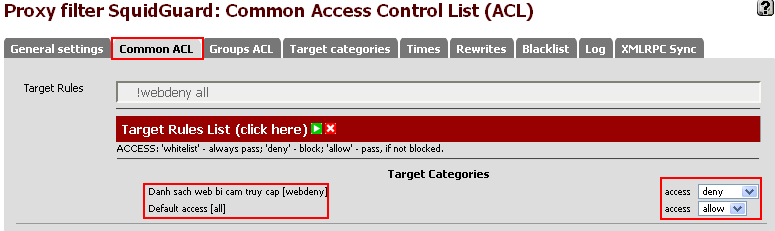 Proxy filter SquidGuard: Common Access Control List (ACL)
?
General settings Common ACL Groups ACL Target categories Times Rewrites Blacklist Log XMLRPC Sync
Target Rules !webdeny all
Target Rules List (click here)
ACCESS: 'whitelist' - always pass; 'deny' - block; 'allow' - pass, if not blocked.
Target Categories
Danh sach web bi cam truy cap [webdeny] access deny
Default access [all] access allow